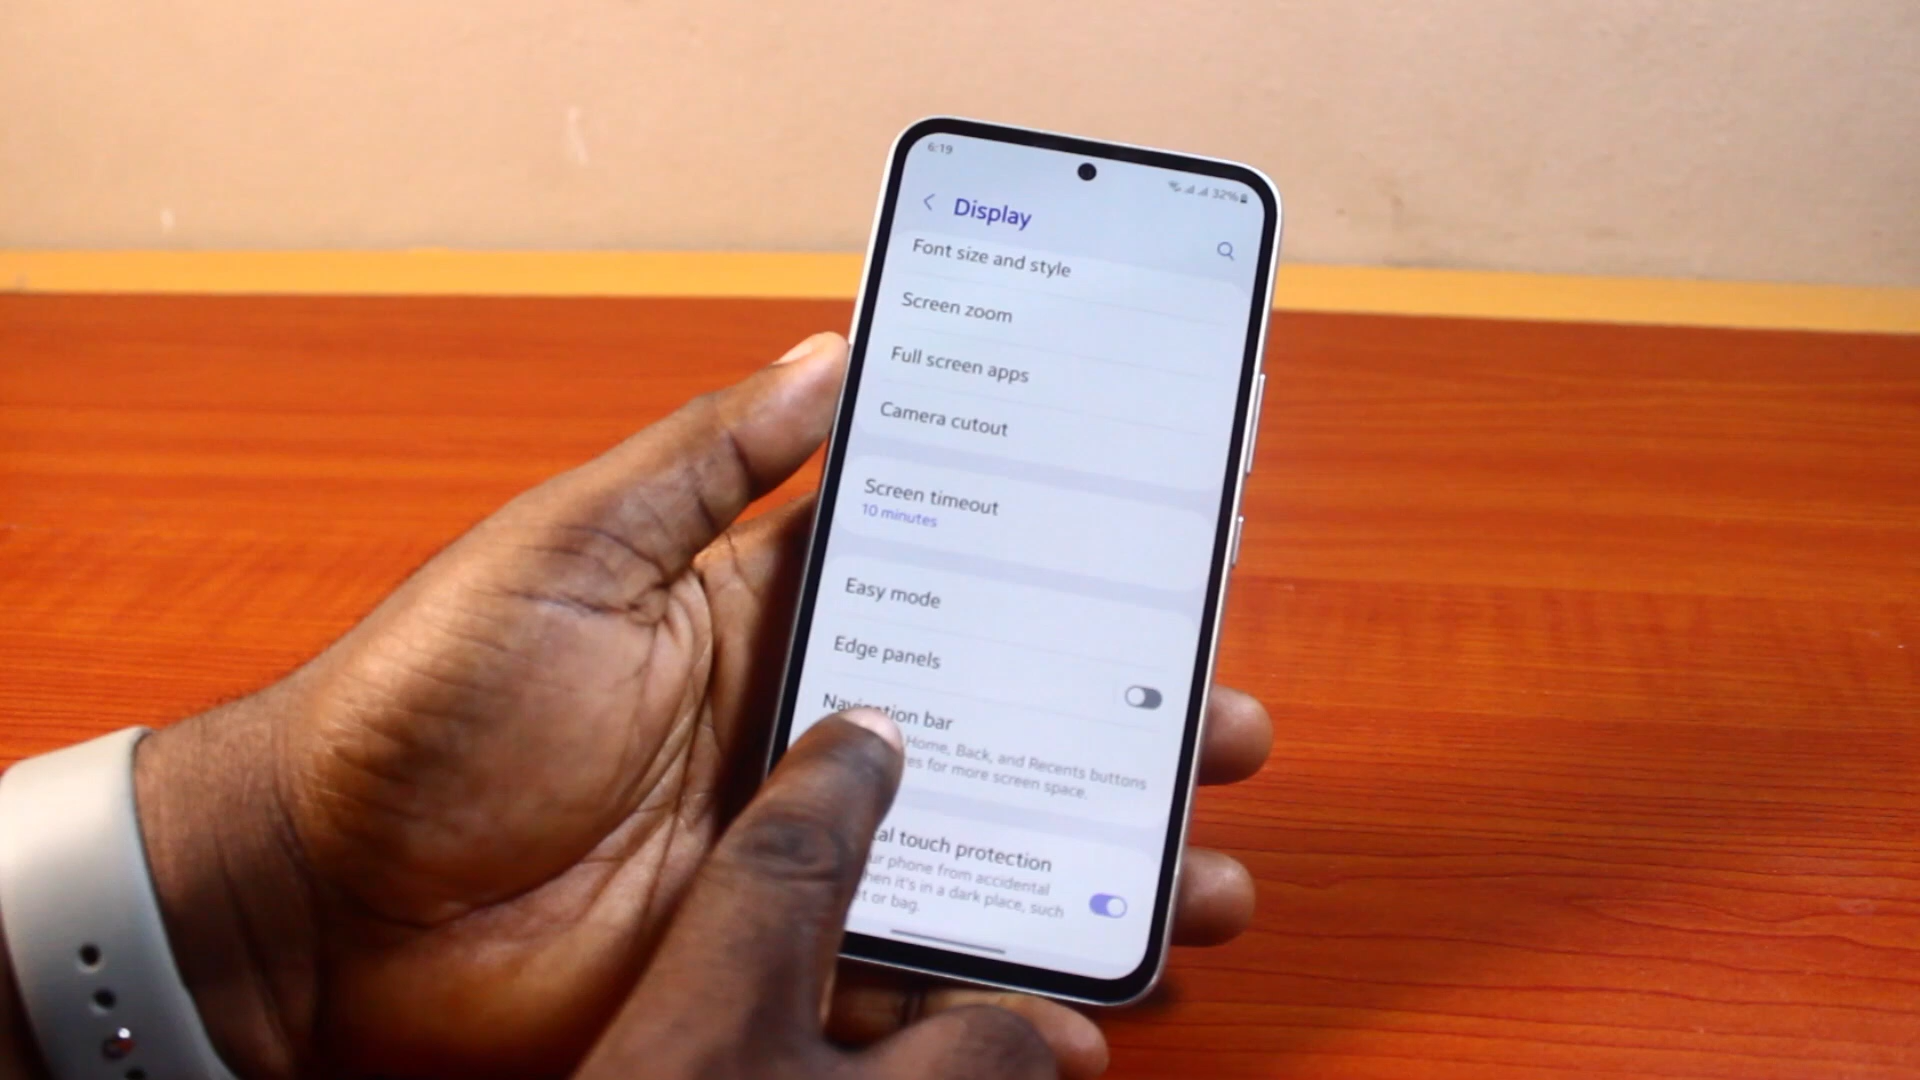 6:19
32%
Display
Font size and style
Screen zoom
Full screen apps
Camera cutout
Screen timeout
10 minutes
Easy mode
Edge panels
Navigation bar
Home, Back, and Recents buttons
for more screen space.
touch protection
phone from accidental
it's in a dark place, such
or bag.